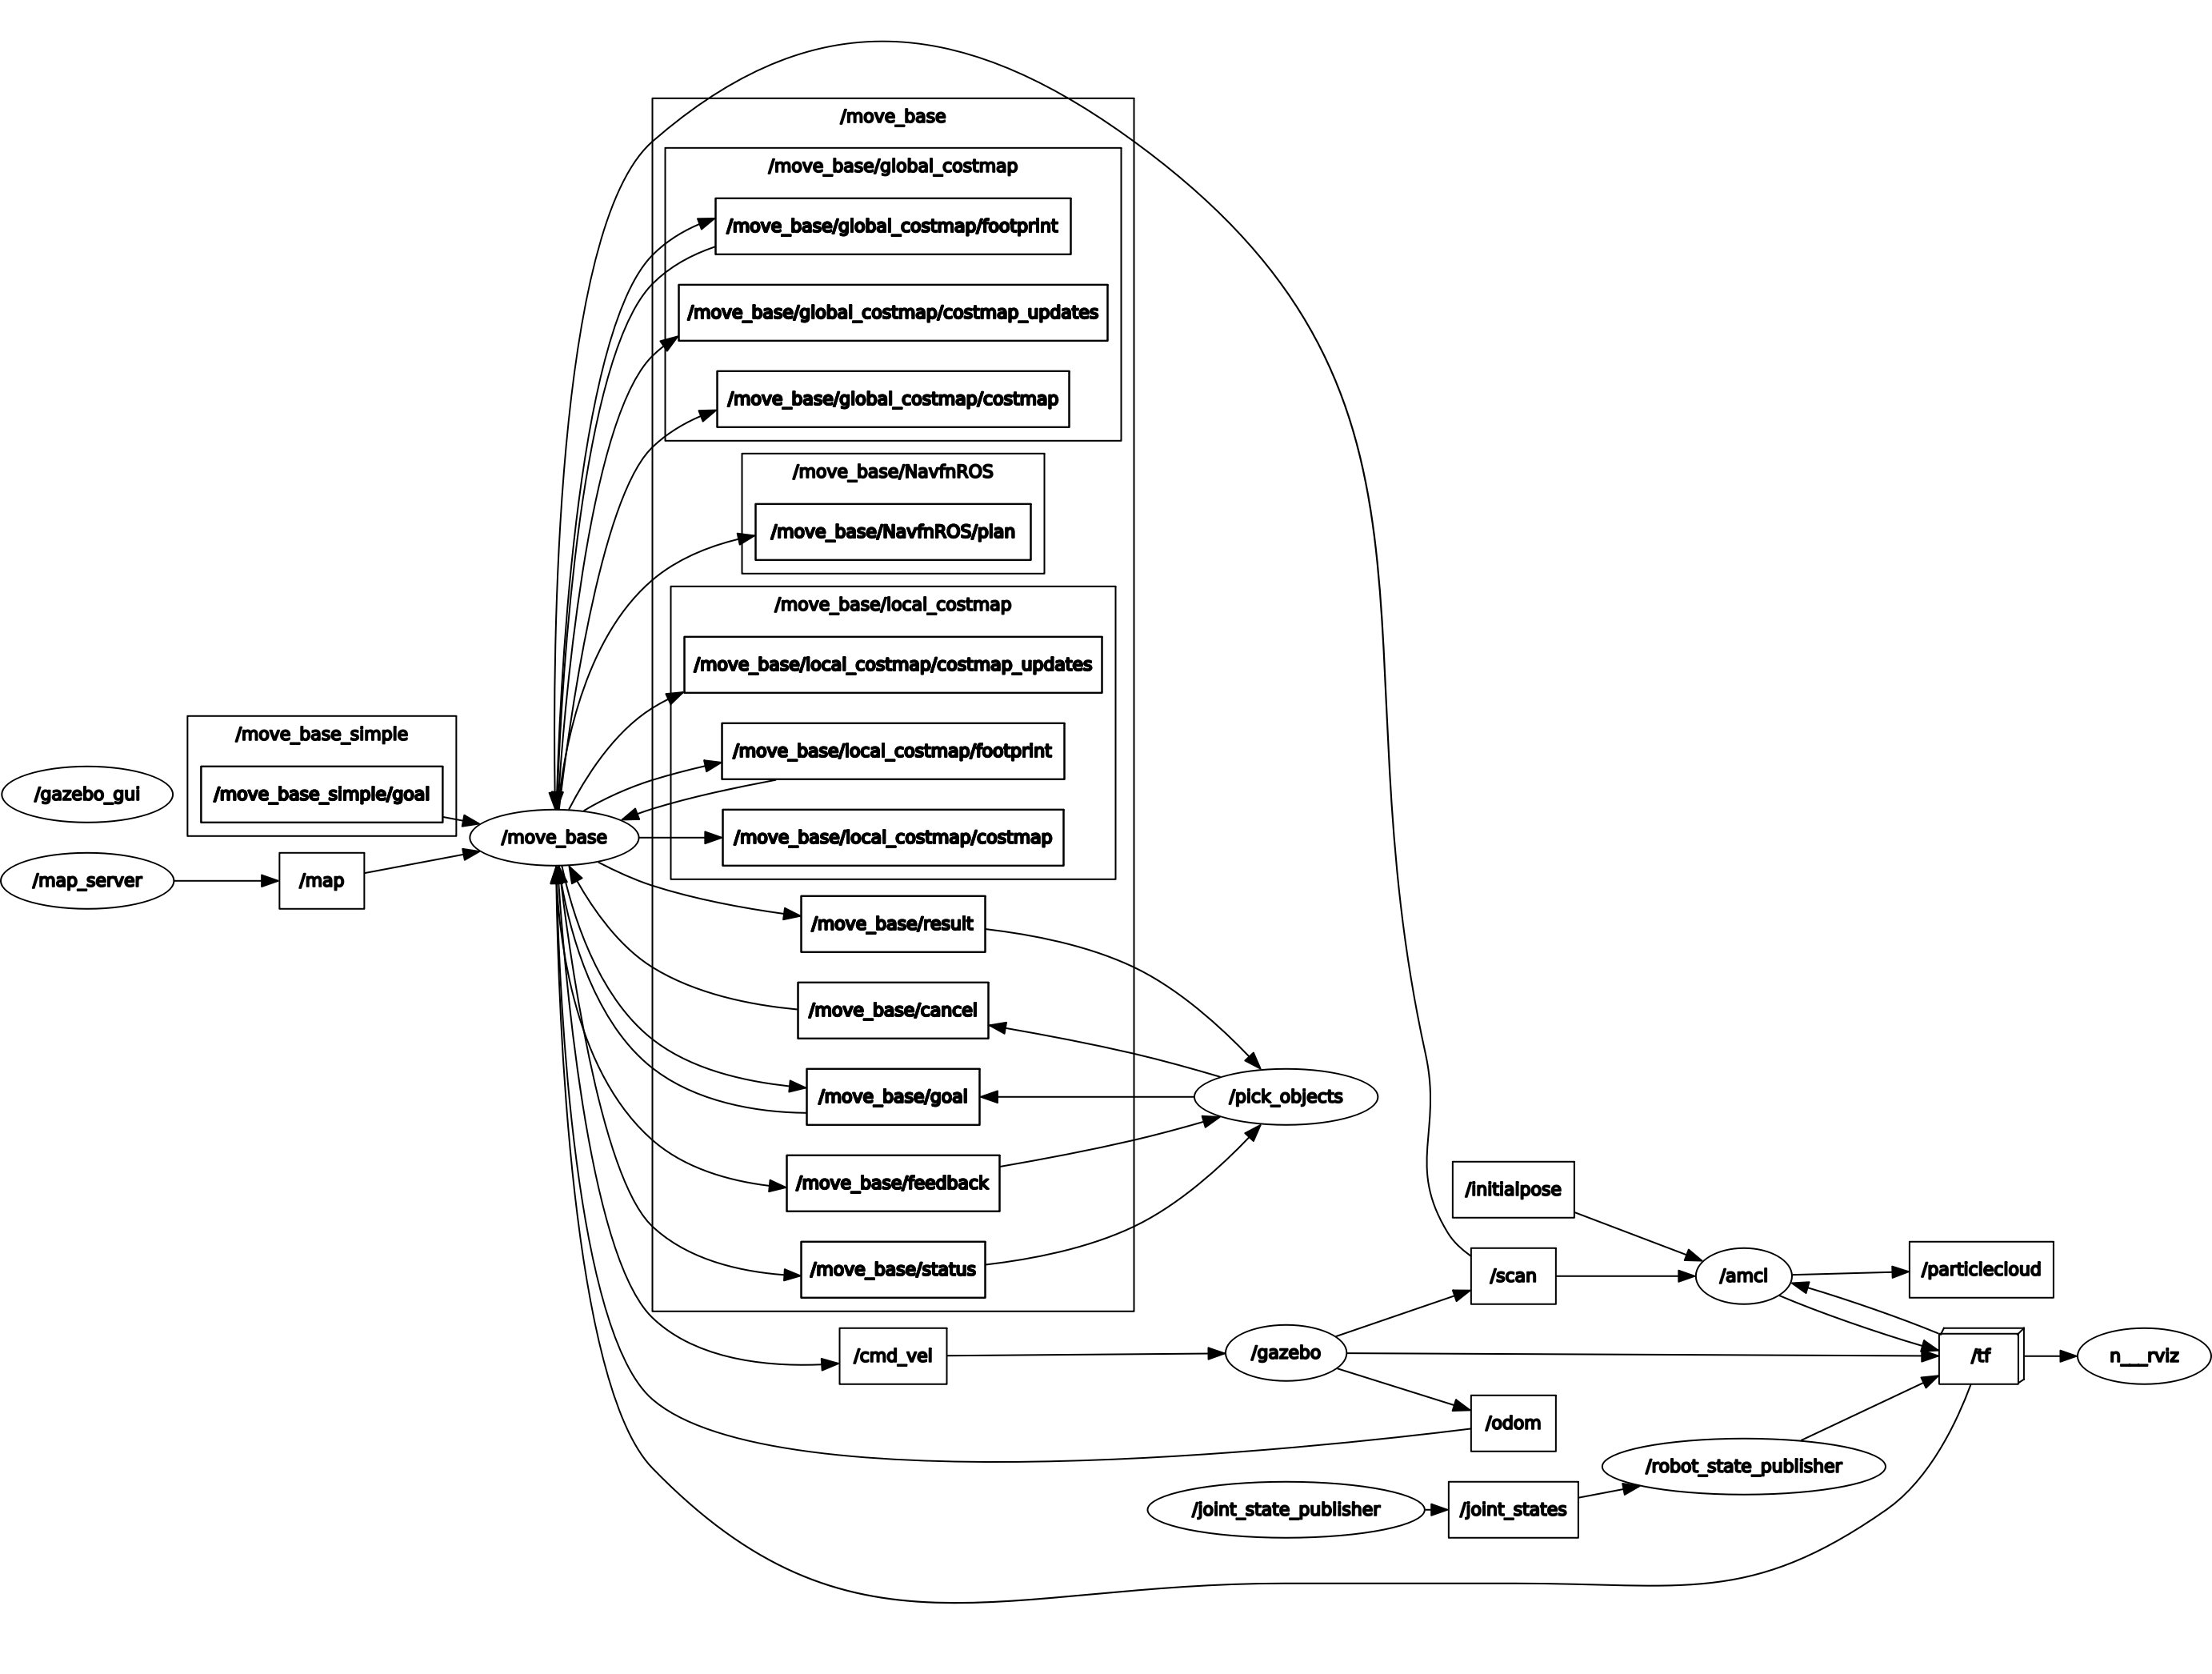 /move_base
/move_base/global_costmap
/move_base/global_costmap/footprint
/move_base/global_costmap/costmap_updates
/move_base/global_costmap/costmap
/move_base/NavfnROS
/move_base/NavfnROS/plan
/move_base/local_costmap
/move_base/local_costmap/costmap_updates
/move_base_simple
/move_base/local_costmap/footprint
/gazebo_gui
/move_base_simple/goal
/move_base
/move_base/local_costmap/costmap
/map_server
/map
/move_base/result
/move_base/cancel
/move_base/goal
/pick_objects
/move_base/feedback
/initialpose
/move_base/status
/scan
/amcl
/particlecloud
/cmd_vel
/gazebo
/tf
n___rviz
/odom
/robot_state_publisher
/joint_state_publisher
/joint_states